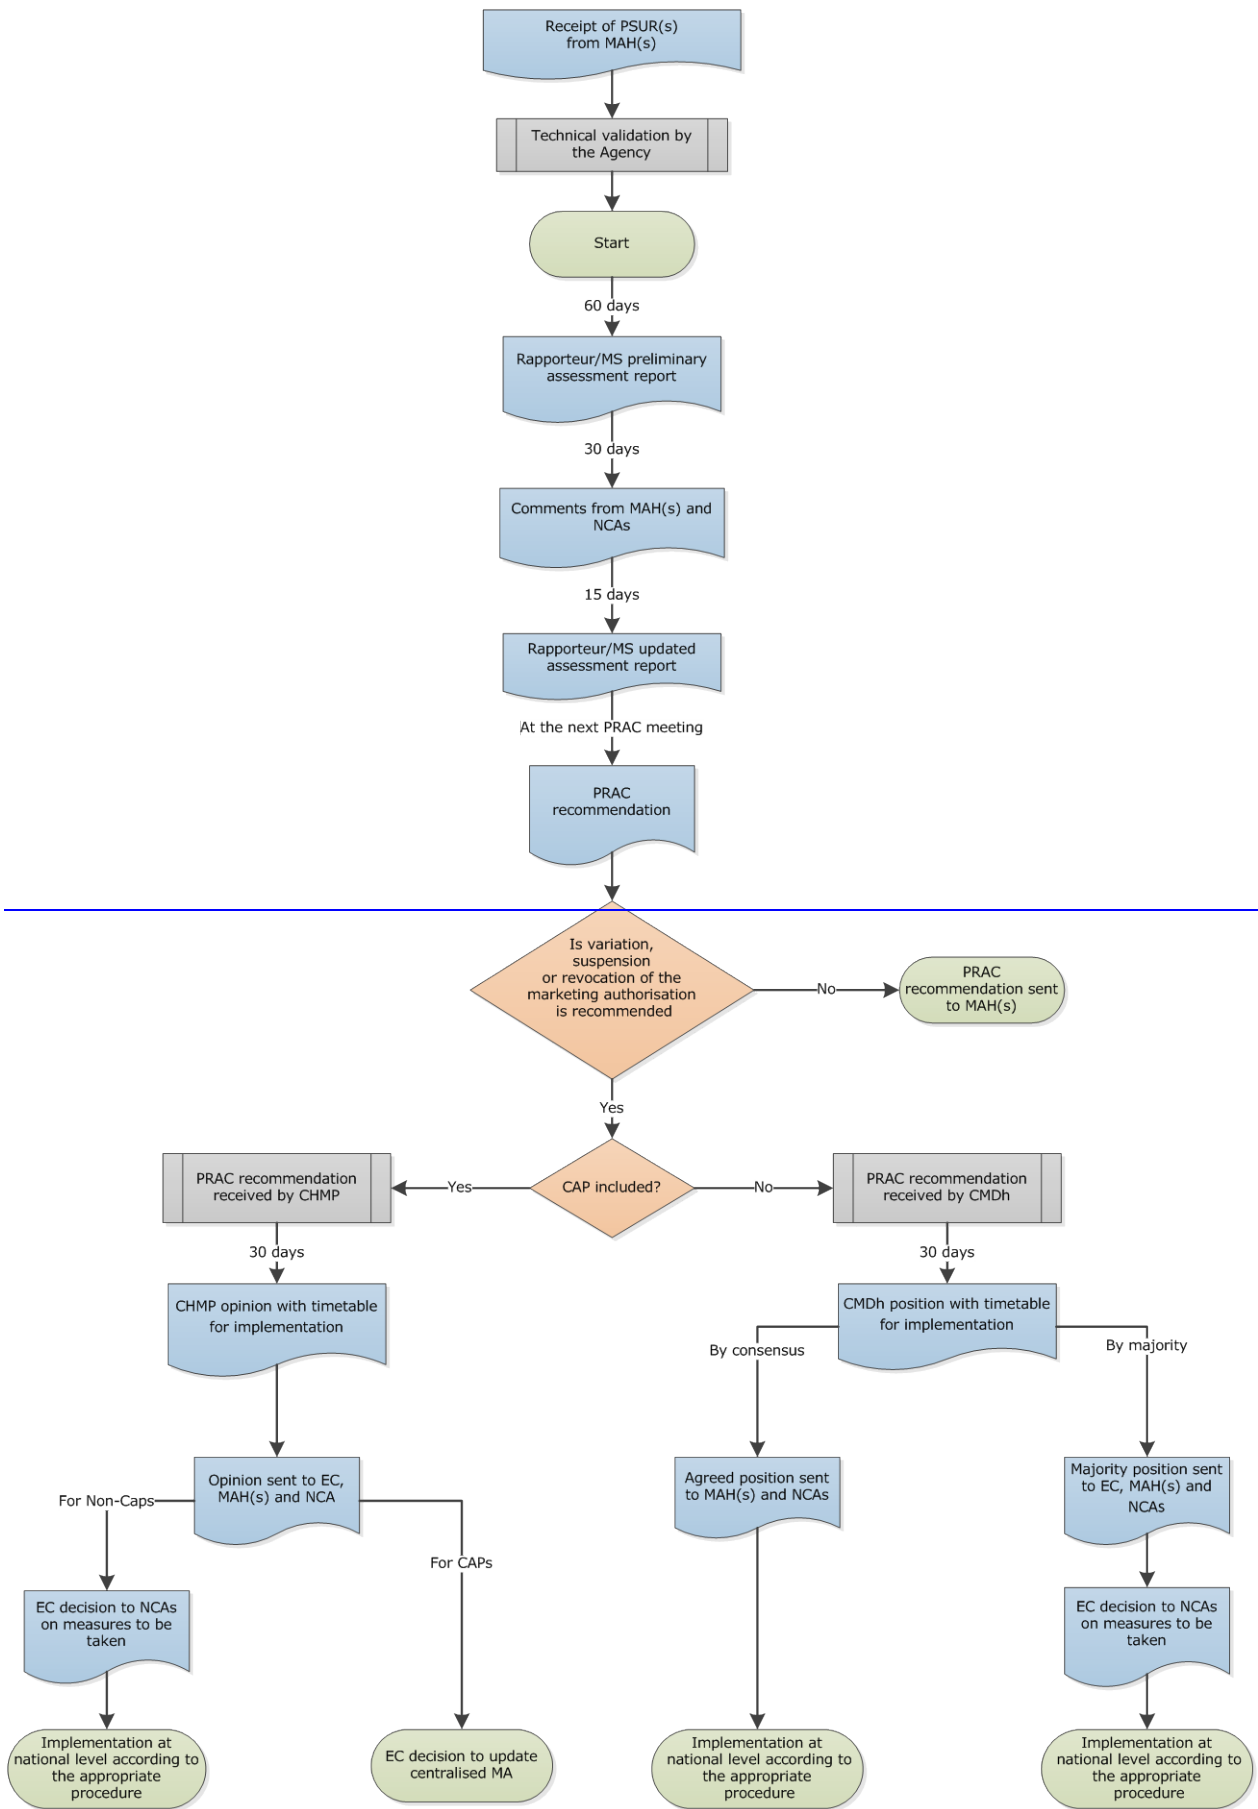 Receipt of PSUR(s)
from MAH(s)
Technical validation by
the Agency
Start
60 days
Rapporteur/MS preliminary
assessment report
30 days
Comments from MAH(s) and
NCAs
15 days
Rapporteur/MS updated
assessment report
At the next PRAC meeting
PRAC
recommendation
Is variation,
suspension
or revocation of the
marketing authorisation
is recommended
No
PRAC
recommendation sent
to MAH(s)
Yes
CAP included?
Yes
PRAC recommendation
received by CHMP
30 days
CHMP opinion with timetable
for implementation
Opinion sent to EC,
MAH(s) and NCA
For Non-Caps
EC decision to NCAs
on measures to be
taken
Implementation at
national level according to
the appropriate
procedure
For CAPs
EC decision to update
centralised MA
No
PRAC recommendation
received by CMDh
30 days
CMDh position with timetable
for implementation
By consensus
Agreed position sent
to MAH(s) and NCAs
Implementation at
national level according to
the appropriate
procedure
By majority
Majority position sent
to EC, MAH(s) and
NCAs
EC decision to NCAs
on measures to be
taken
Implementation at
national level according to
the appropriate
procedure